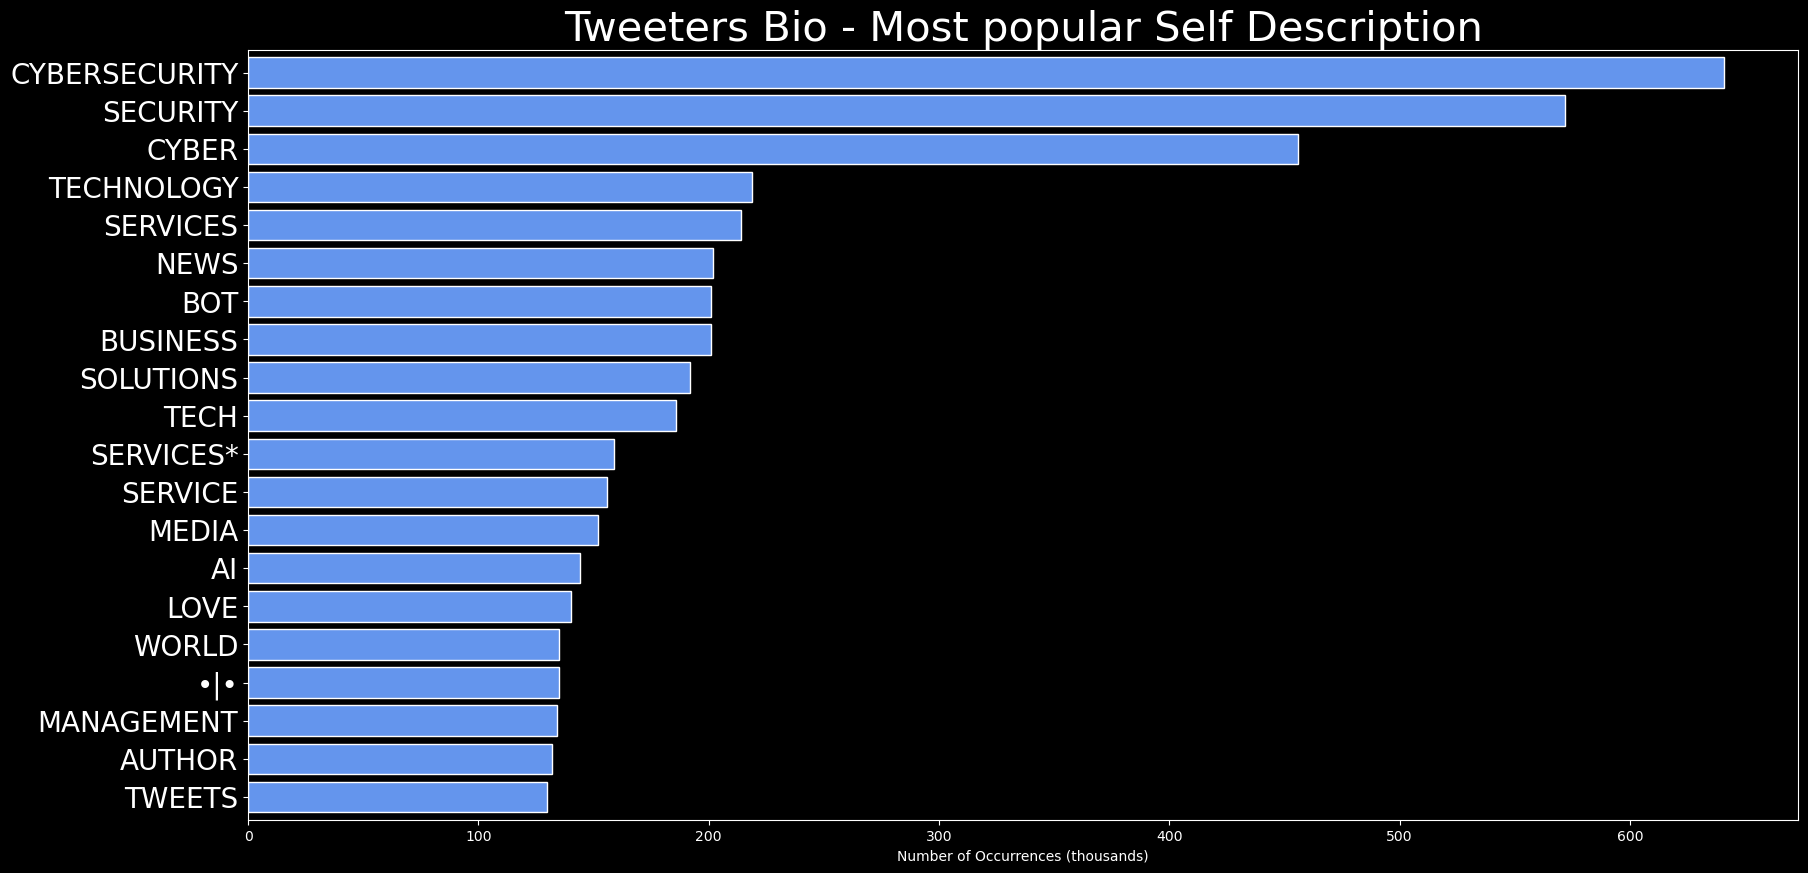 Tweeters Bio - Most popular Self Description
CYBERSECURITY
SECURITY
CYBER
TECHNOLOGY
SERVICES
NEWS
BOT
BUSINESS
SOLUTIONS
TECH
SERVICES*
SERVICE
MEDIA
AI
LOVE
WORLD
•|•
MANAGEMENT
AUTHOR
TWEETS
0 100 200 300 400 500 600
Number of Occurrences (thousands)